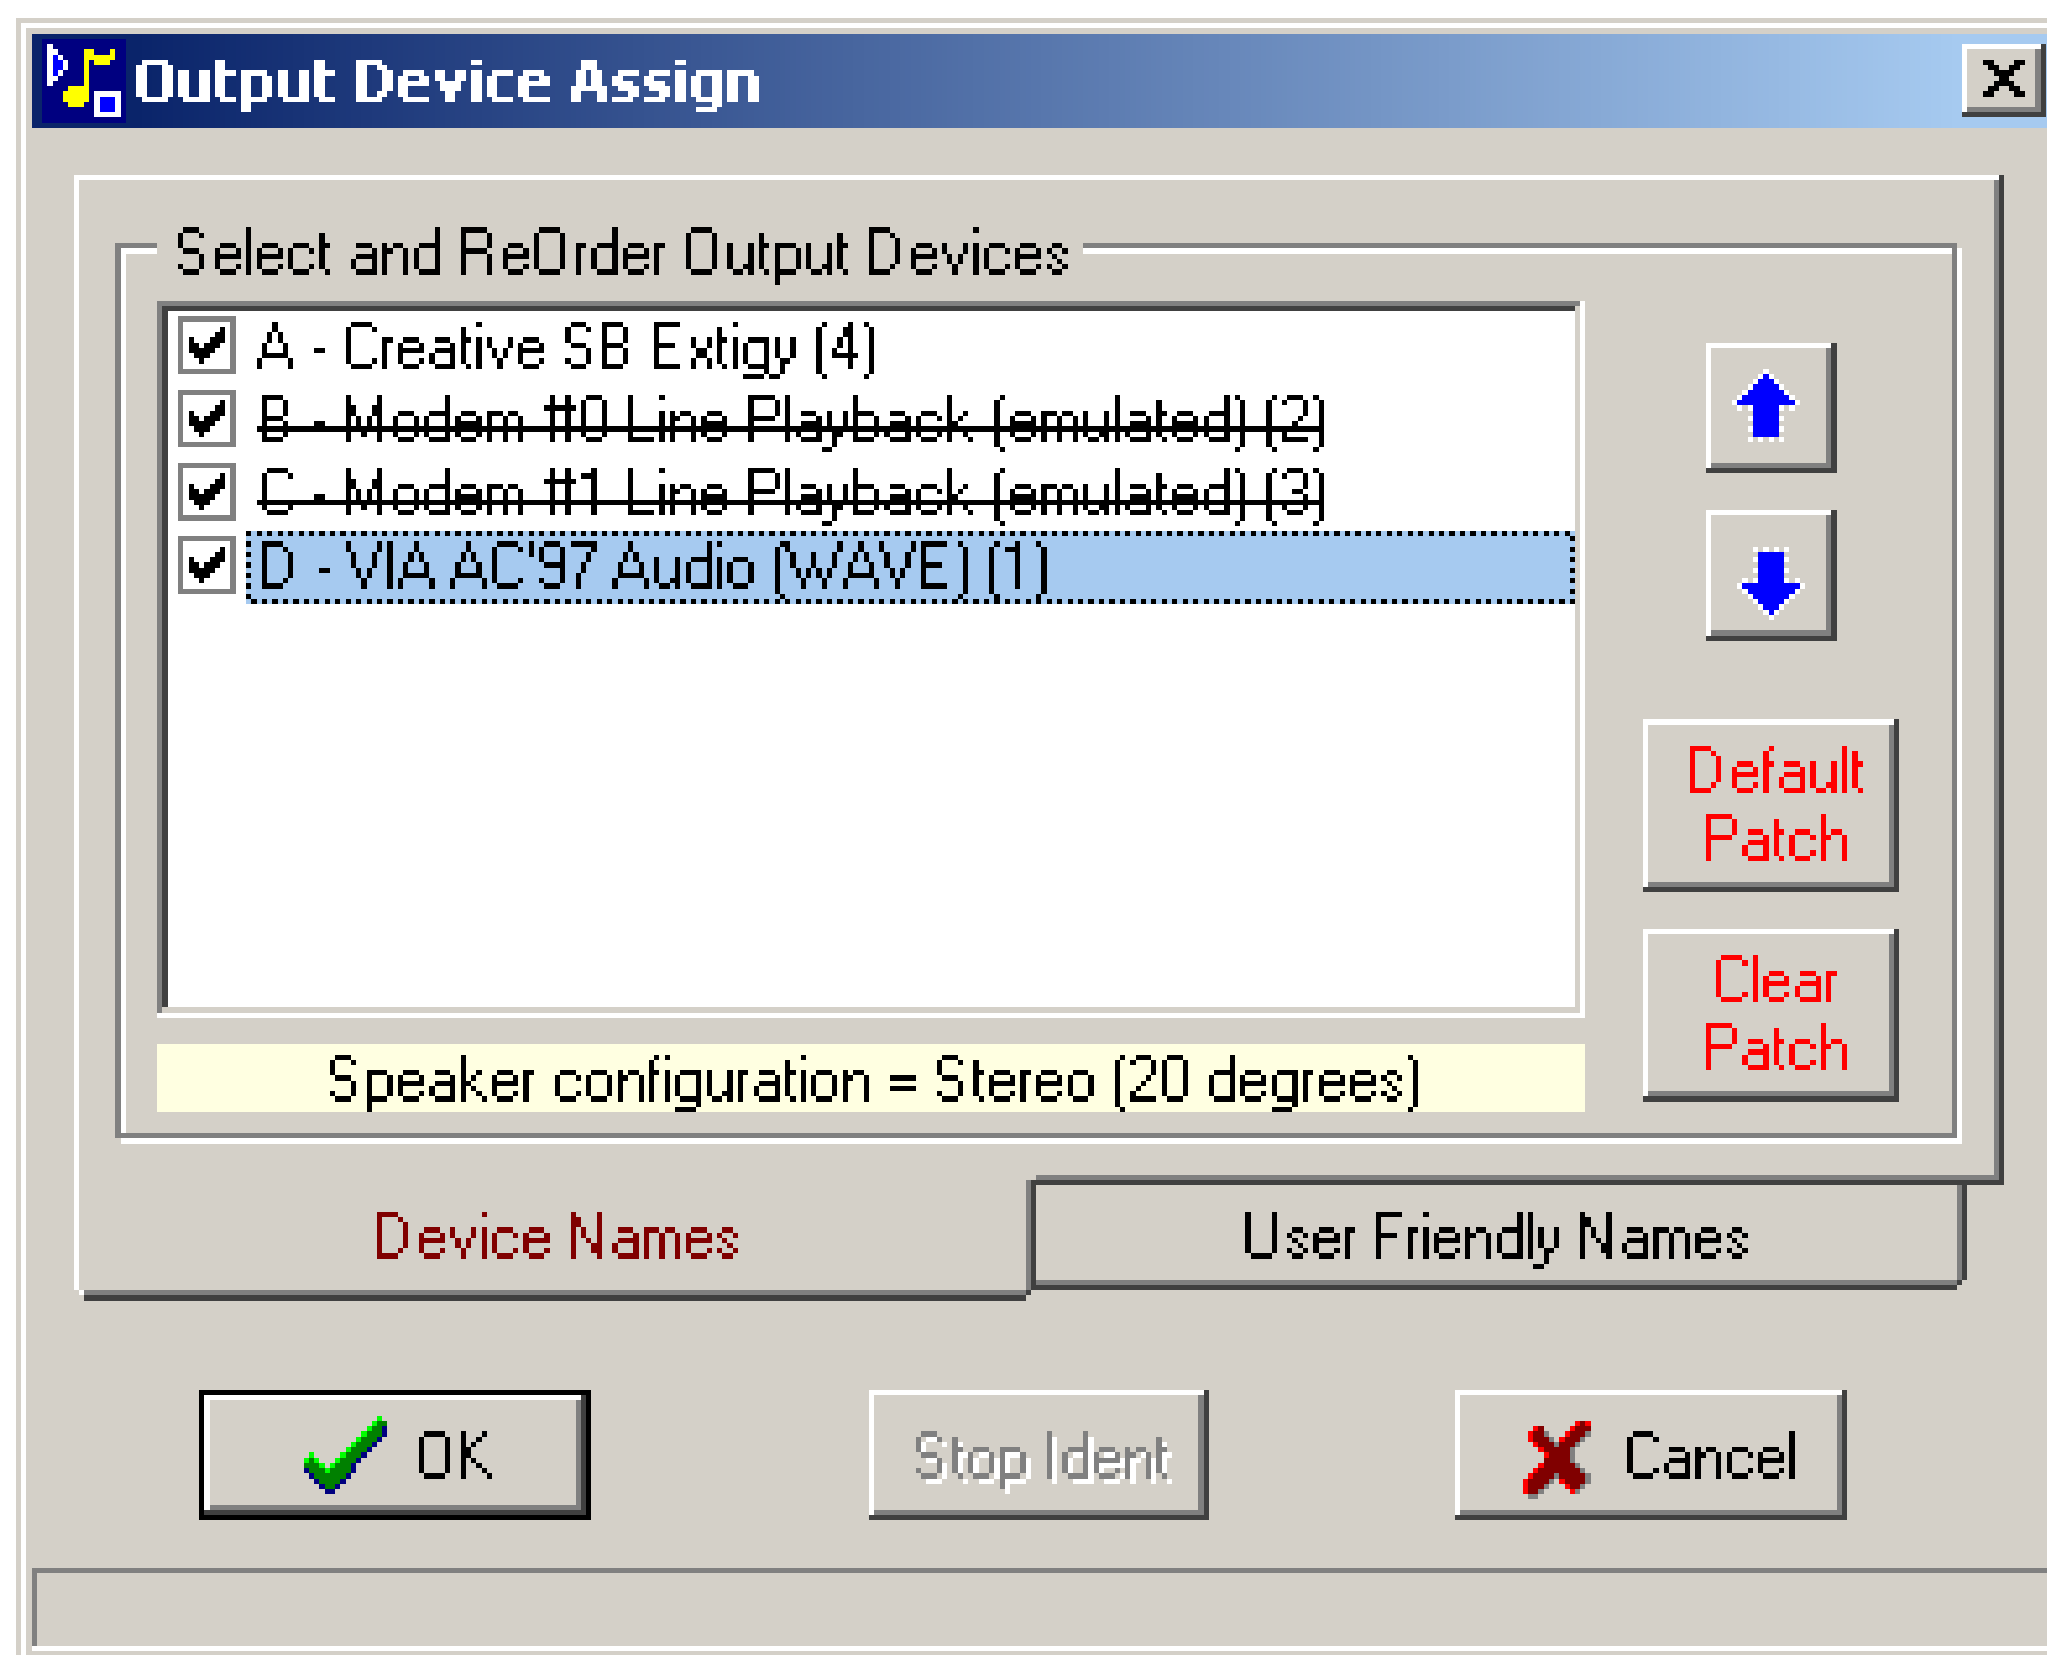 Output Device Assign
Select and ReOrder Output Devices
A - Creative SB Extigy (4)
B - Modem #0 Line Playback (emulated) (2)
C - Modem #1 Line Playback (emulated) (3)
D - VIA AC'97 Audio (WAVE) (1)
Default
Patch
Clear
Patch
Speaker configuration = Stereo (20 degrees)
Device Names
User Friendly Names
OK
Stop Ident
Cancel